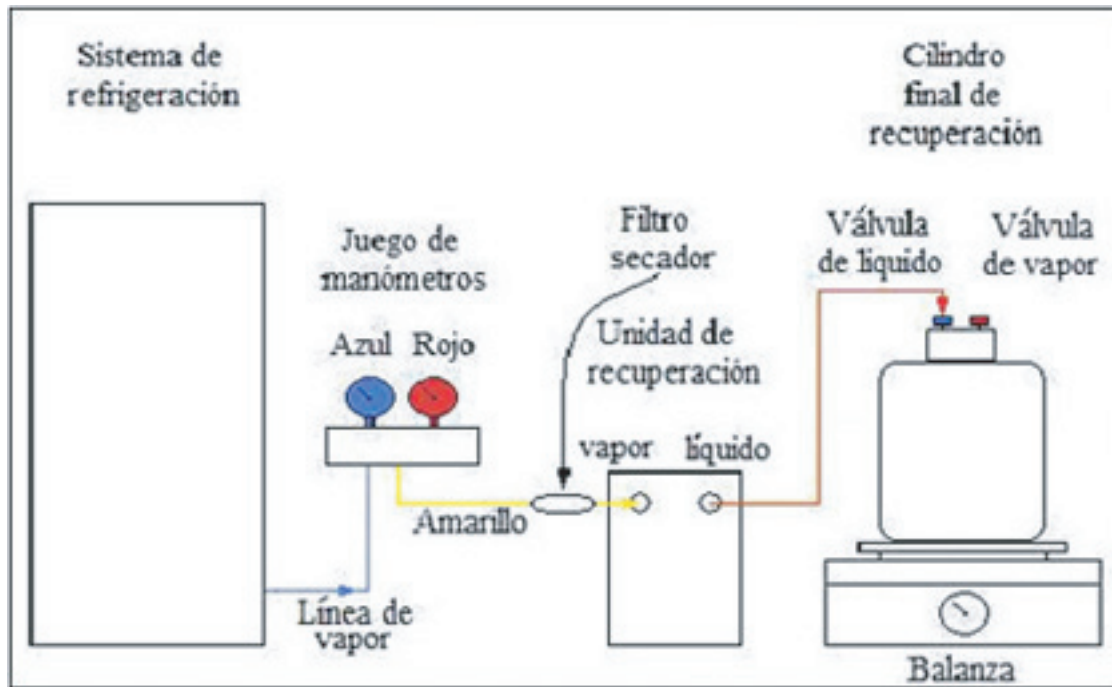 Sistema de
refrigeración
Cilindro
final de
recuperación
Juego de
manómetros
Azul Rojo
Filtro
secador
Unidad de
recuperación
Válvula
de líquido
Válvula
de vapor
vapor líquido
Amarillo
Línea de
vapor
Balanza